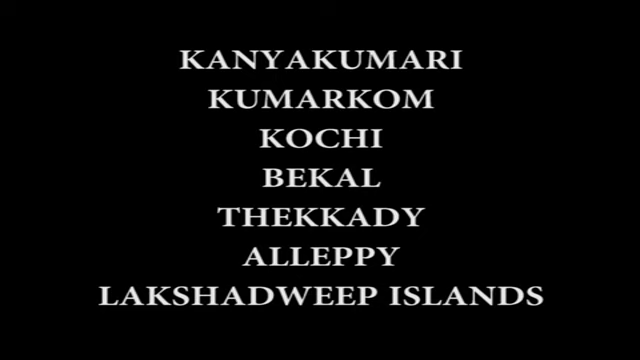 KANYAKUMARI
KUMARKOM
KOCHI
BEKAL
THEKKADY
ALLEPPY
LAKSHADWEEP ISLANDS